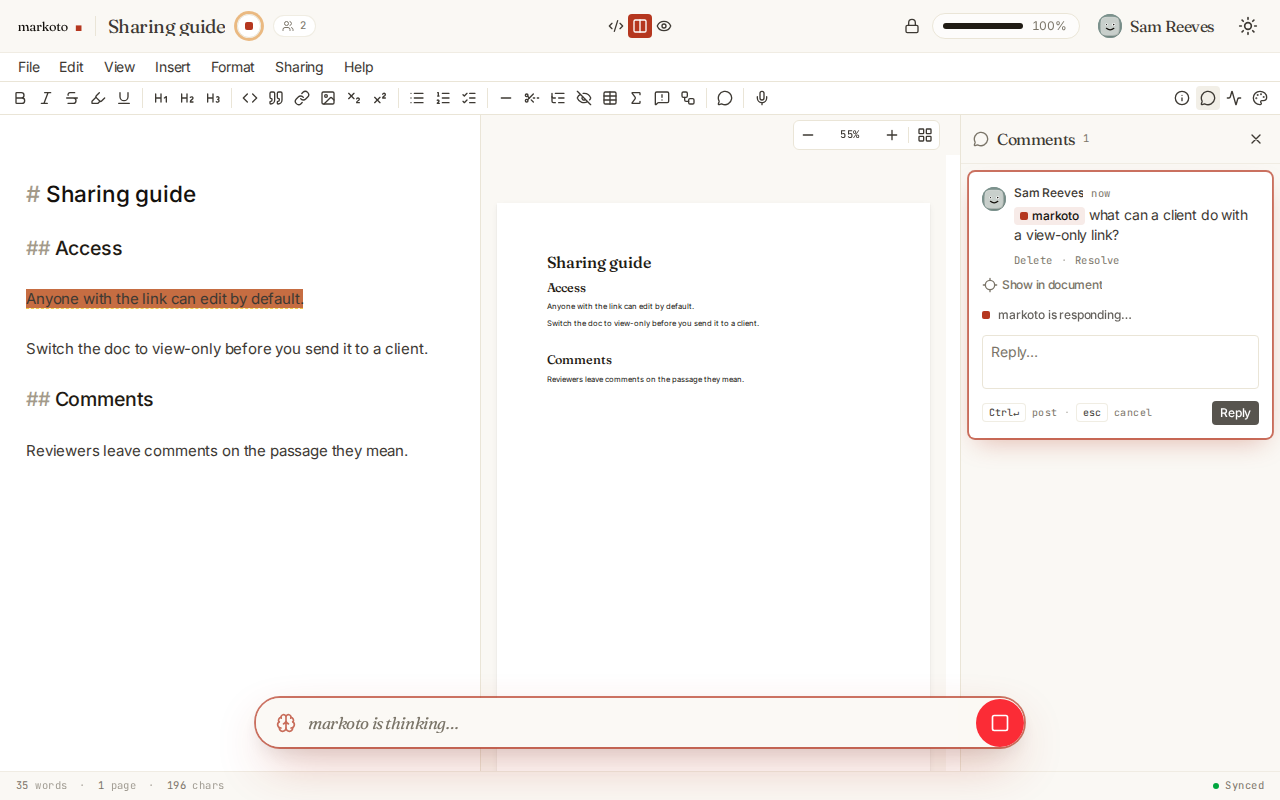 markoto
Sharing guide
2
100%
Sam Reeves
File Edit View Insert Format Sharing Help
H1 H2 H3
55%
Comments 1
# Sharing guide
## Access
Anyone with the link can edit by default.
Switch the doc to view-only before you send it to a client.
## Comments
Reviewers leave comments on the passage they mean.
Sharing guide
Access
Anyone with the link can edit by default.
Switch the doc to view-only before you send it to a client.
Comments
Reviewers leave comments on the passage they mean.
Sam Reeves now
markoto what can a client do with
a view-only link?
Delete · Resolve
Show in document
markoto is responding...
Reply...
Ctrl↵ post · esc cancel
Reply
markoto is thinking...
35 words · 1 page · 196 chars
Synced